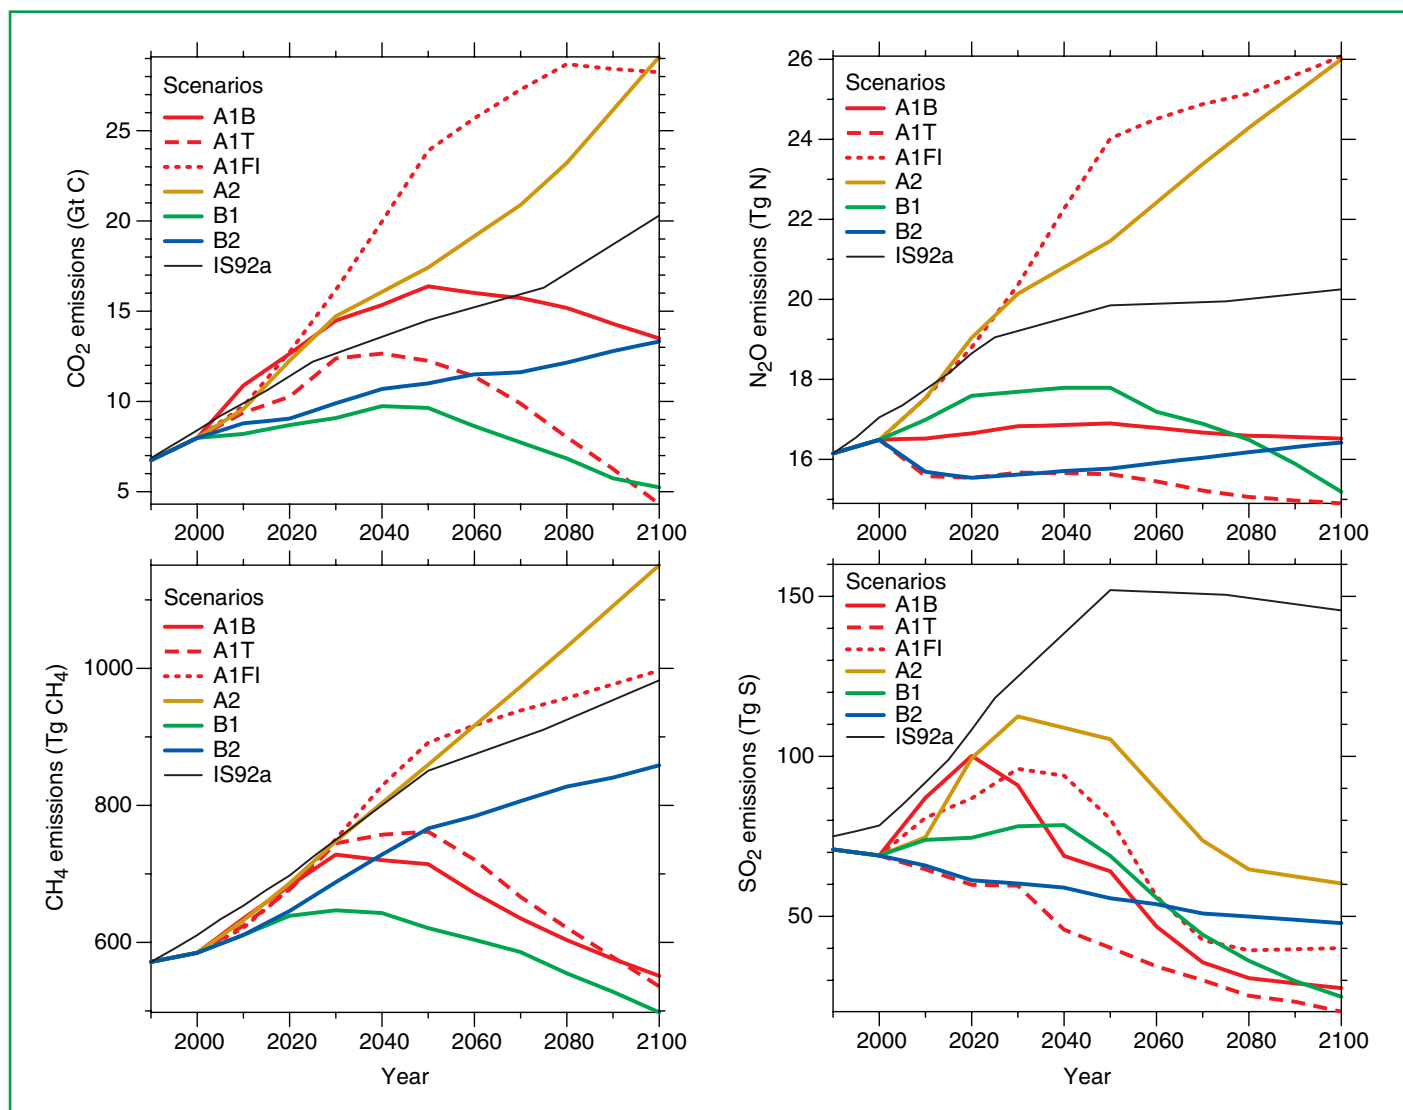 Scenarios
A1B
A1T
A1FI
A2
B1
B2
IS92a
CO2 emissions (Gt C)
25
20
15
10
5
2000 2020 2040 2060 2080 2100
Scenarios
A1B
A1T
A1FI
A2
B1
B2
IS92a
N2O emissions (Tg N)
26
24
22
20
18
16
2000 2020 2040 2060 2080 2100
Scenarios
A1B
A1T
A1FI
A2
B1
B2
IS92a
CH4 emissions (Tg CH4)
1000
800
600
2000 2020 2040 2060 2080 2100
Year
Scenarios
A1B
A1T
A1FI
A2
B1
B2
IS92a
SO2 emissions (Tg S)
150
100
50
2000 2020 2040 2060 2080 2100
Year